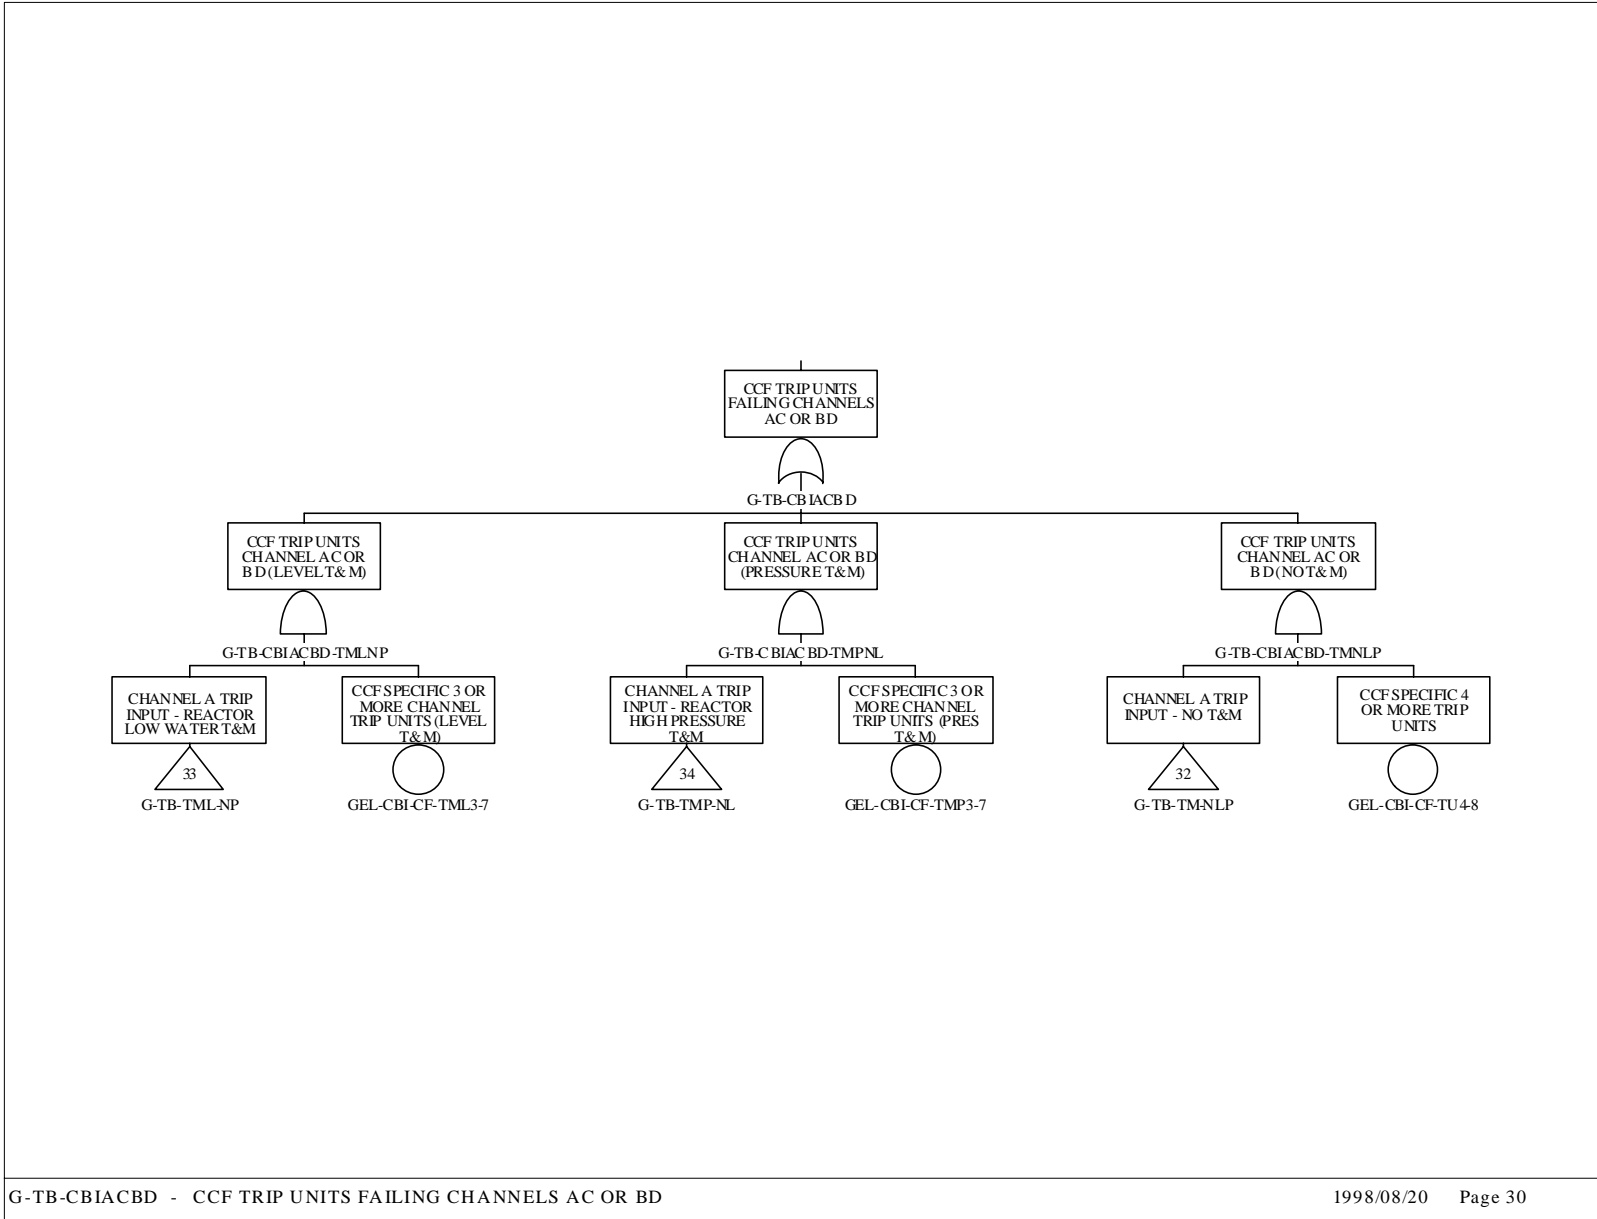 CCF TRIP UNITS
FAILING CHANNELS
AC OR BD
G-TB-CBIACBD
CCF TRIP UNITS
CHANNEL AC OR
BD (LEVEL T&M)
G-TB-CBIACBD-TMLNP
CCF TRIP UNITS
CHANNEL AC OR BD
(PRESSURE T&M)
G-TB-CBIACBD-TMPNL
CCF TRIP UNITS
CHANNEL AC OR
BD (NO T&M)
G-TB-CBIACBD-TMNLP
CHANNEL A TRIP
INPUT - REACTOR
LOW WATER T&M
33
G-TB-TML-NP
CCF SPECIFIC 3 OR
MORE CHANNEL
TRIP UNITS (LEVEL
T&M)
GEL-CBI-CF-TML3-7
CHANNEL A TRIP
INPUT - REACTOR
HIGH PRESSURE
T&M
34
G-TB-TMP-NL
CCF SPECIFIC 3 OR
MORE CHANNEL
TRIP UNITS (PRES
T&M)
GEL-CBI-CF-TMP3-7
CHANNEL A TRIP
INPUT - NO T&M
32
G-TB-TM-NLP
CCF SPECIFIC 4
OR MORE TRIP
UNITS
GEL-CBI-CF-TU4-8
G-TB-CBIACBD - CCF TRIP UNITS FAILING CHANNELS AC OR BD
1998/08/20 Page 30